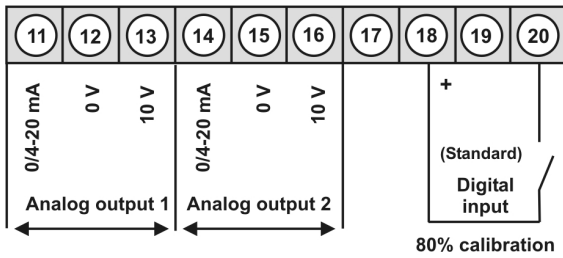 11 12 13 14 15 16 17 18 19 20
0/4-20 mA
0 V
10 V
0/4-20 mA
0 V
10 V
+
(Standard)
Digital
input
Analog output 1
Analog output 2
80% calibration